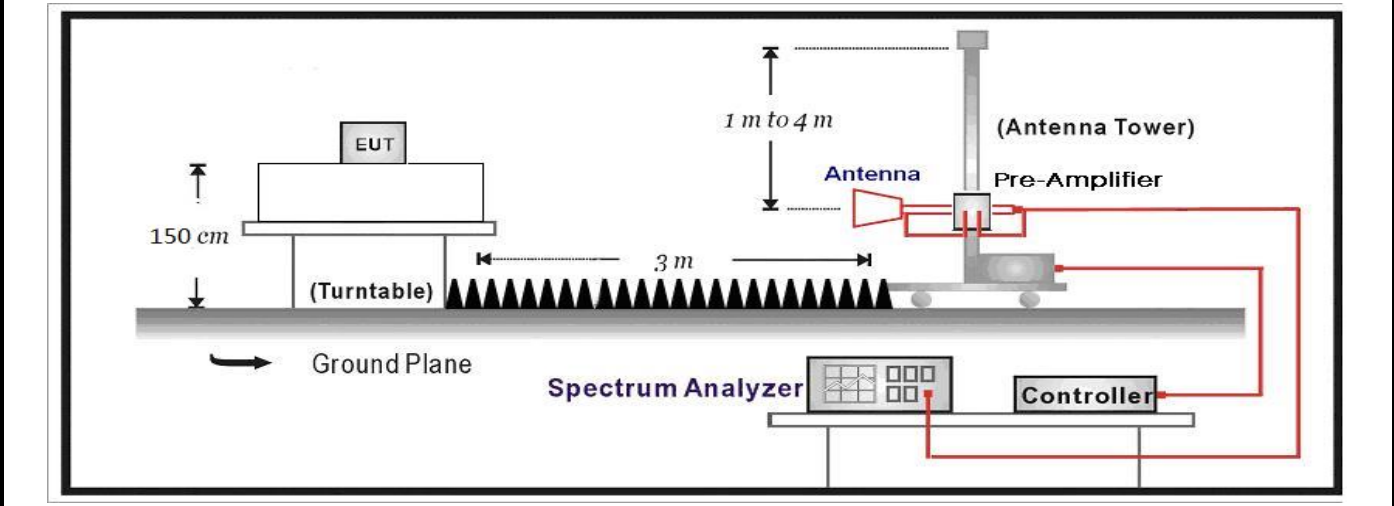 1 m to 4 m
(Antenna Tower)
EUT
Antenna
Pre-Amplifier
150 cm
3 m
(Turntable)
Ground Plane
Spectrum Analyzer
Controller